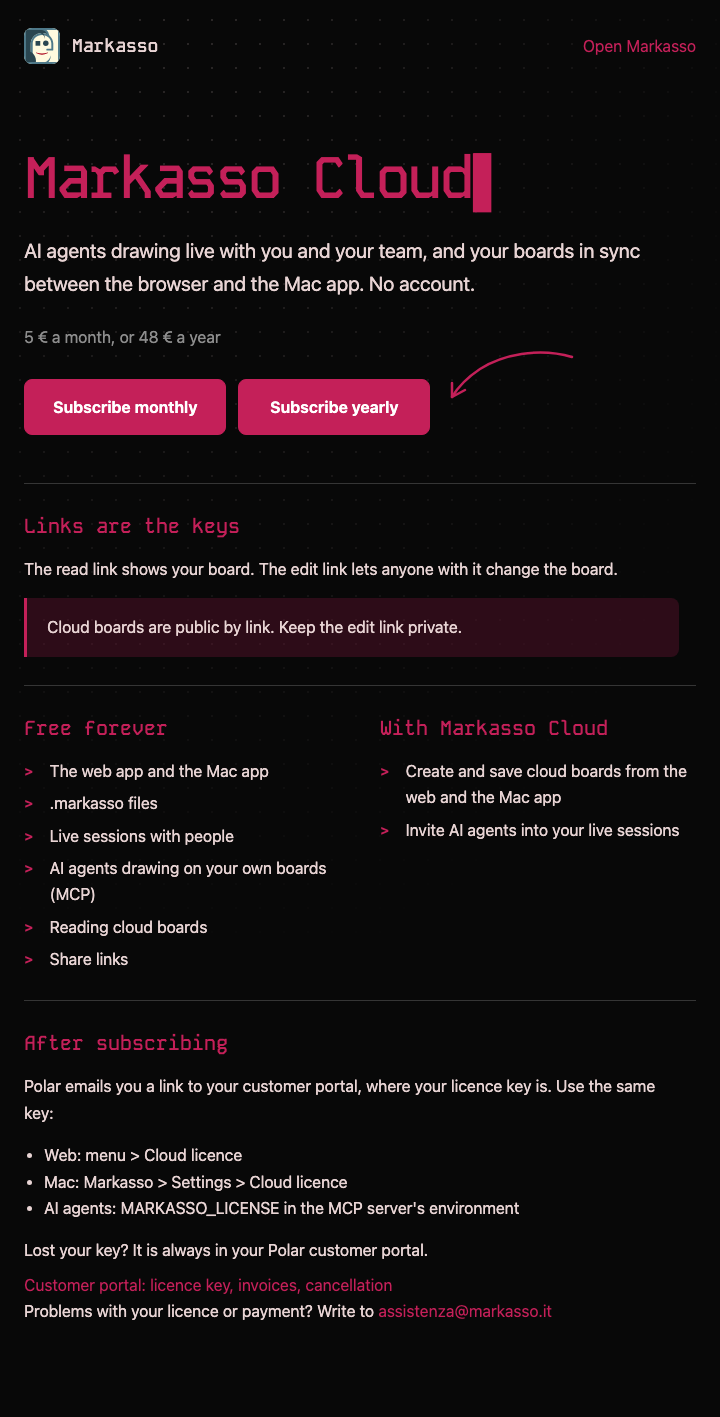 Markasso
Open Markasso
Markasso Cloud
AI agents drawing live with you and your team, and your boards in sync
between the browser and the Mac app. No account.
5 € a month, or 48 € a year
Subscribe monthly
Subscribe yearly
Links are the keys
The read link shows your board. The edit link lets anyone with it change the board.
Cloud boards are public by link. Keep the edit link private.
Free forever
> The web app and the Mac app
> .markasso files
> Live sessions with people
> AI agents drawing on your own boards
(MCP)
> Reading cloud boards
> Share links
With Markasso Cloud
> Create and save cloud boards from the
web and the Mac app
> Invite AI agents into your live sessions
After subscribing
Polar emails you a link to your customer portal, where your licence key is. Use the same
key:
• Web: menu > Cloud licence
• Mac: Markasso > Settings > Cloud licence
• AI agents: MARKASSO_LICENSE in the MCP server's environment
Lost your key? It is always in your Polar customer portal.
Customer portal: licence key, invoices, cancellation
Problems with your licence or payment? Write to assistenza@markasso.it